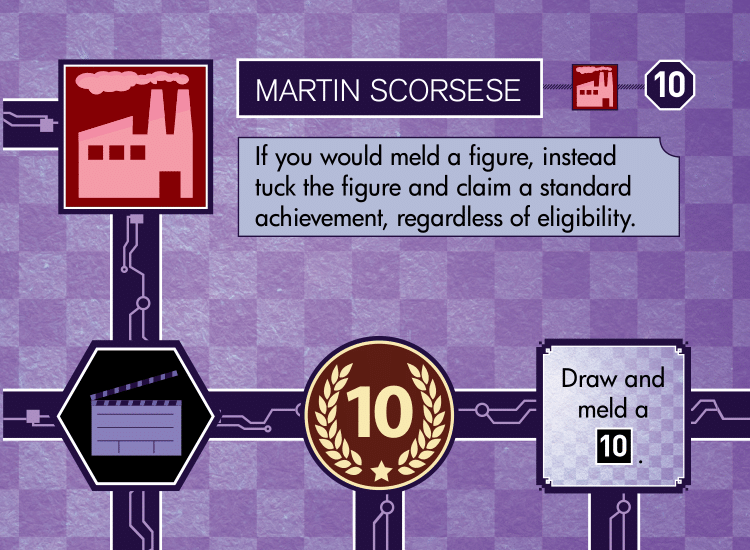 MARTIN SCORSESE 10
If you would meld a figure, instead
tuck the figure and claim a standard
achievement, regardless of eligibility.
10
Draw and
meld a
10 .